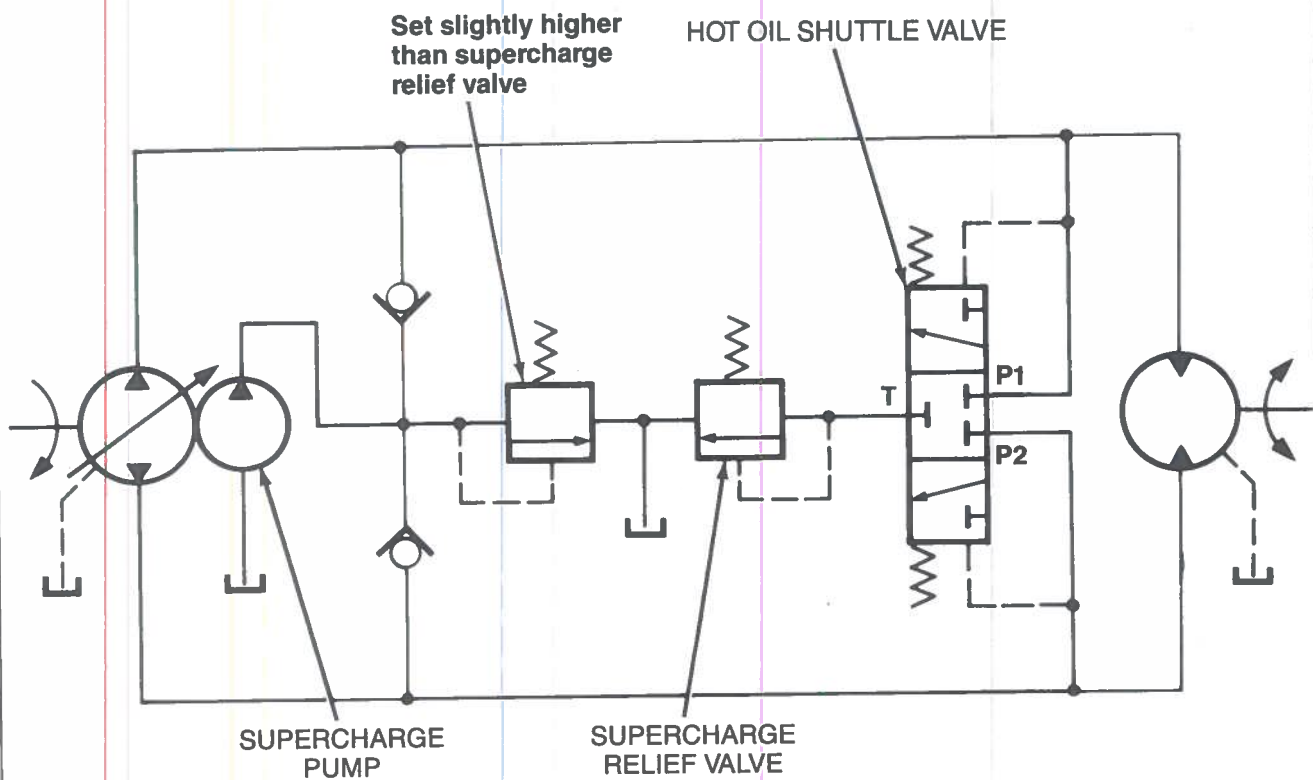 Set slightly higher
than supercharge
relief valve
HOT OIL SHUTTLE VALVE
T
P1
P2
SUPERCHARGE
PUMP
SUPERCHARGE
RELIEF VALVE